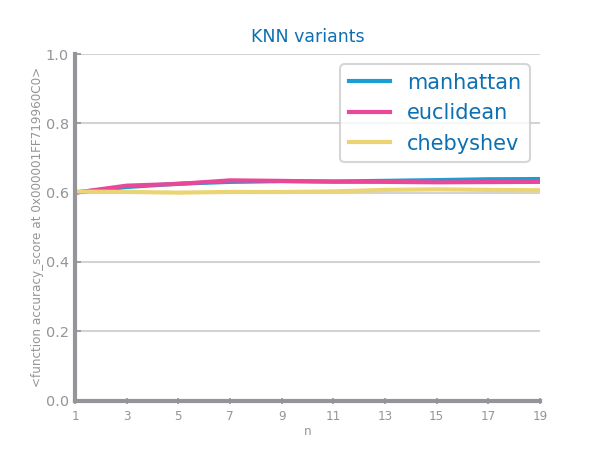 KNN variants
manhattan
euclidean
chebyshev
<function accuracy_score at 0x000001FF719960C0>
1.0
0.8
0.6
0.4
0.2
0.0
1 3 5 7 9 11 13 15 17 19
n